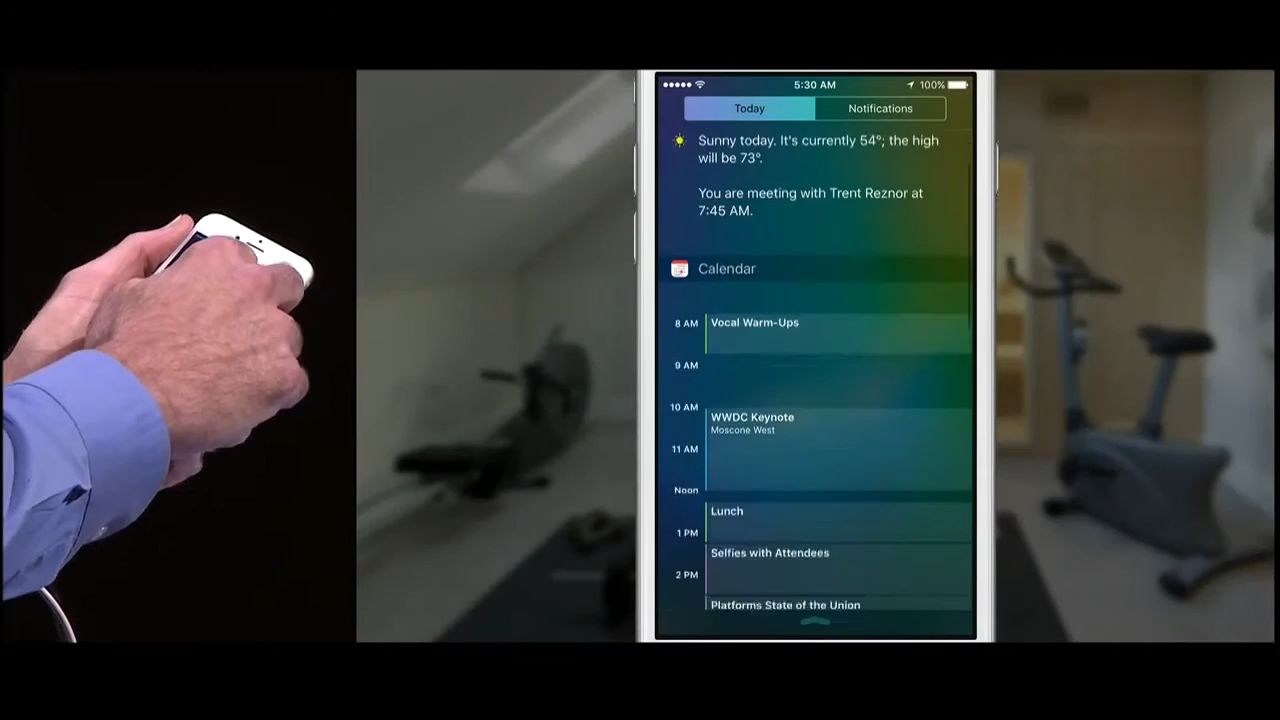 5:30 AM
100%
Today
Notifications
Sunny today. It's currently 54°; the high
will be 73°.
You are meeting with Trent Reznor at
7:45 AM.
Calendar
8 AM
Vocal Warm-Ups
9 AM
10 AM
WWDC Keynote
Moscone West
11 AM
Noon
Lunch
1 PM
Selfies with Attendees
2 PM
Platforms State of the Union